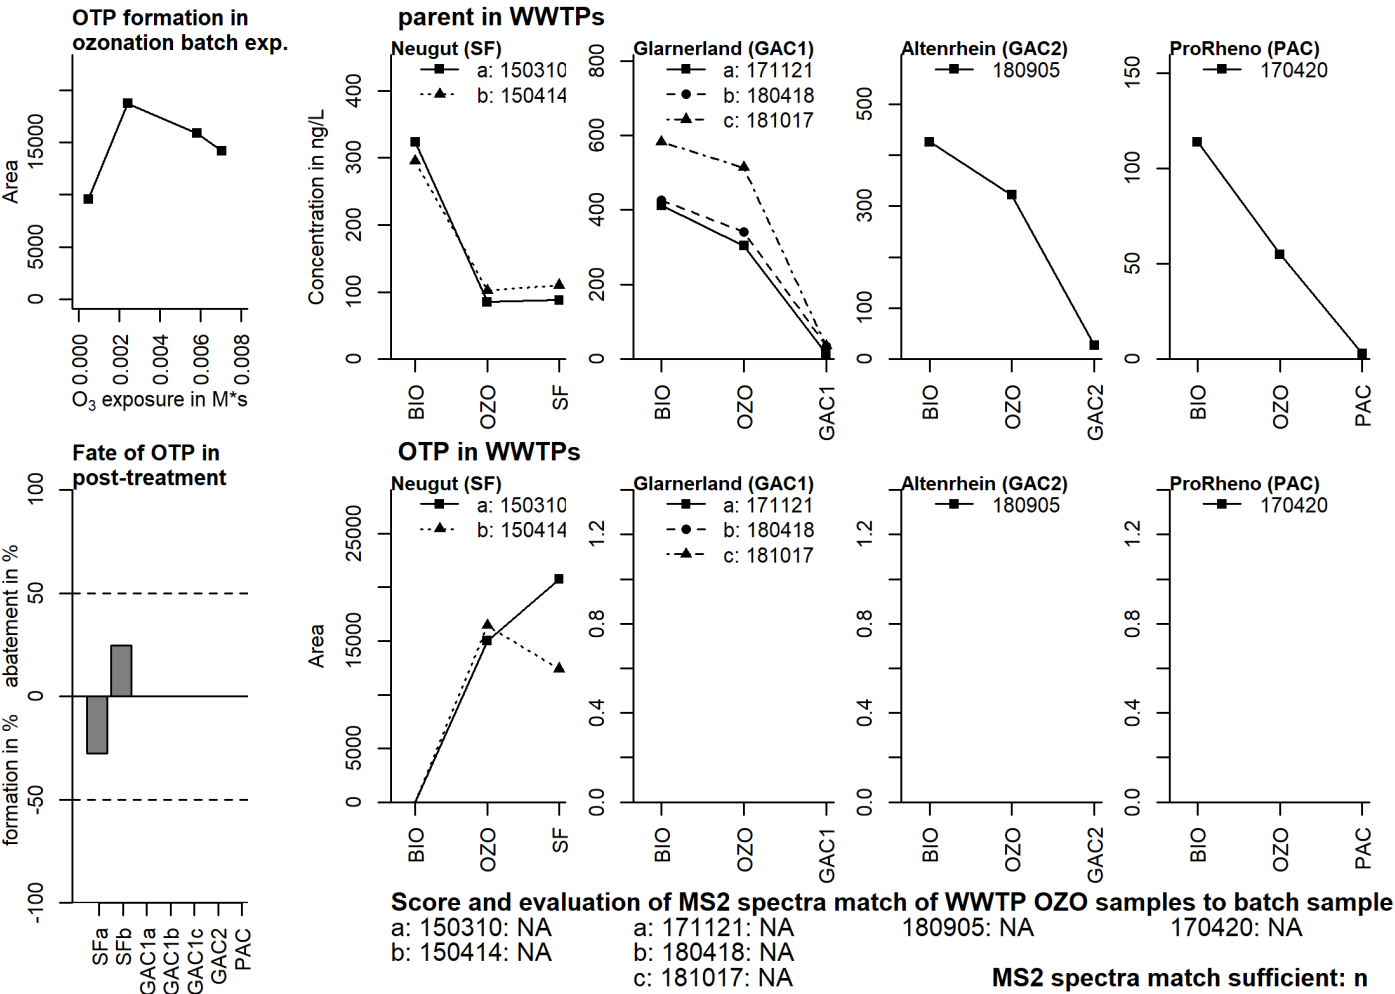 OTP formation in
ozonation batch exp.
Area
15000
5000
0
0.000
0.002
0.004
0.006
0.008
O3 exposure in M*s
parent in WWTPs
Neugut (SF)
a: 150310
b: 150414
Concentration in ng/L
400
300
200
100
0
BIO
OZO
SF
Glarnerland (GAC1)
a: 171121
b: 180418
c: 181017
800
600
400
200
0
BIO
OZO
GAC1
Altenrhein (GAC2)
180905
500
300
100
0
BIO
OZO
GAC2
ProRheno (PAC)
170420
150
100
50
0
BIO
OZO
PAC
Fate of OTP in
post-treatment
formation in % abatement in %
100
50
0
-50
-100
SFa
SFb
GAC1a
GAC1b
GAC1c
GAC2
PAC
OTP in WWTPs
Neugut (SF)
a: 150310
b: 150414
Area
25000
15000
5000
0
BIO
OZO
SF
Glarnerland (GAC1)
a: 171121
b: 180418
c: 181017
1.2
0.8
0.4
0.0
BIO
OZO
GAC1
Altenrhein (GAC2)
180905
1.2
0.8
0.4
0.0
BIO
OZO
GAC2
ProRheno (PAC)
170420
1.2
0.8
0.4
0.0
BIO
OZO
PAC
Score and evaluation of MS2 spectra match of WWTP OZO samples to batch sample
a: 150310: NA
b: 150414: NA
a: 171121: NA
b: 180418: NA
c: 181017: NA
180905: NA
170420: NA
MS2 spectra match sufficient: n